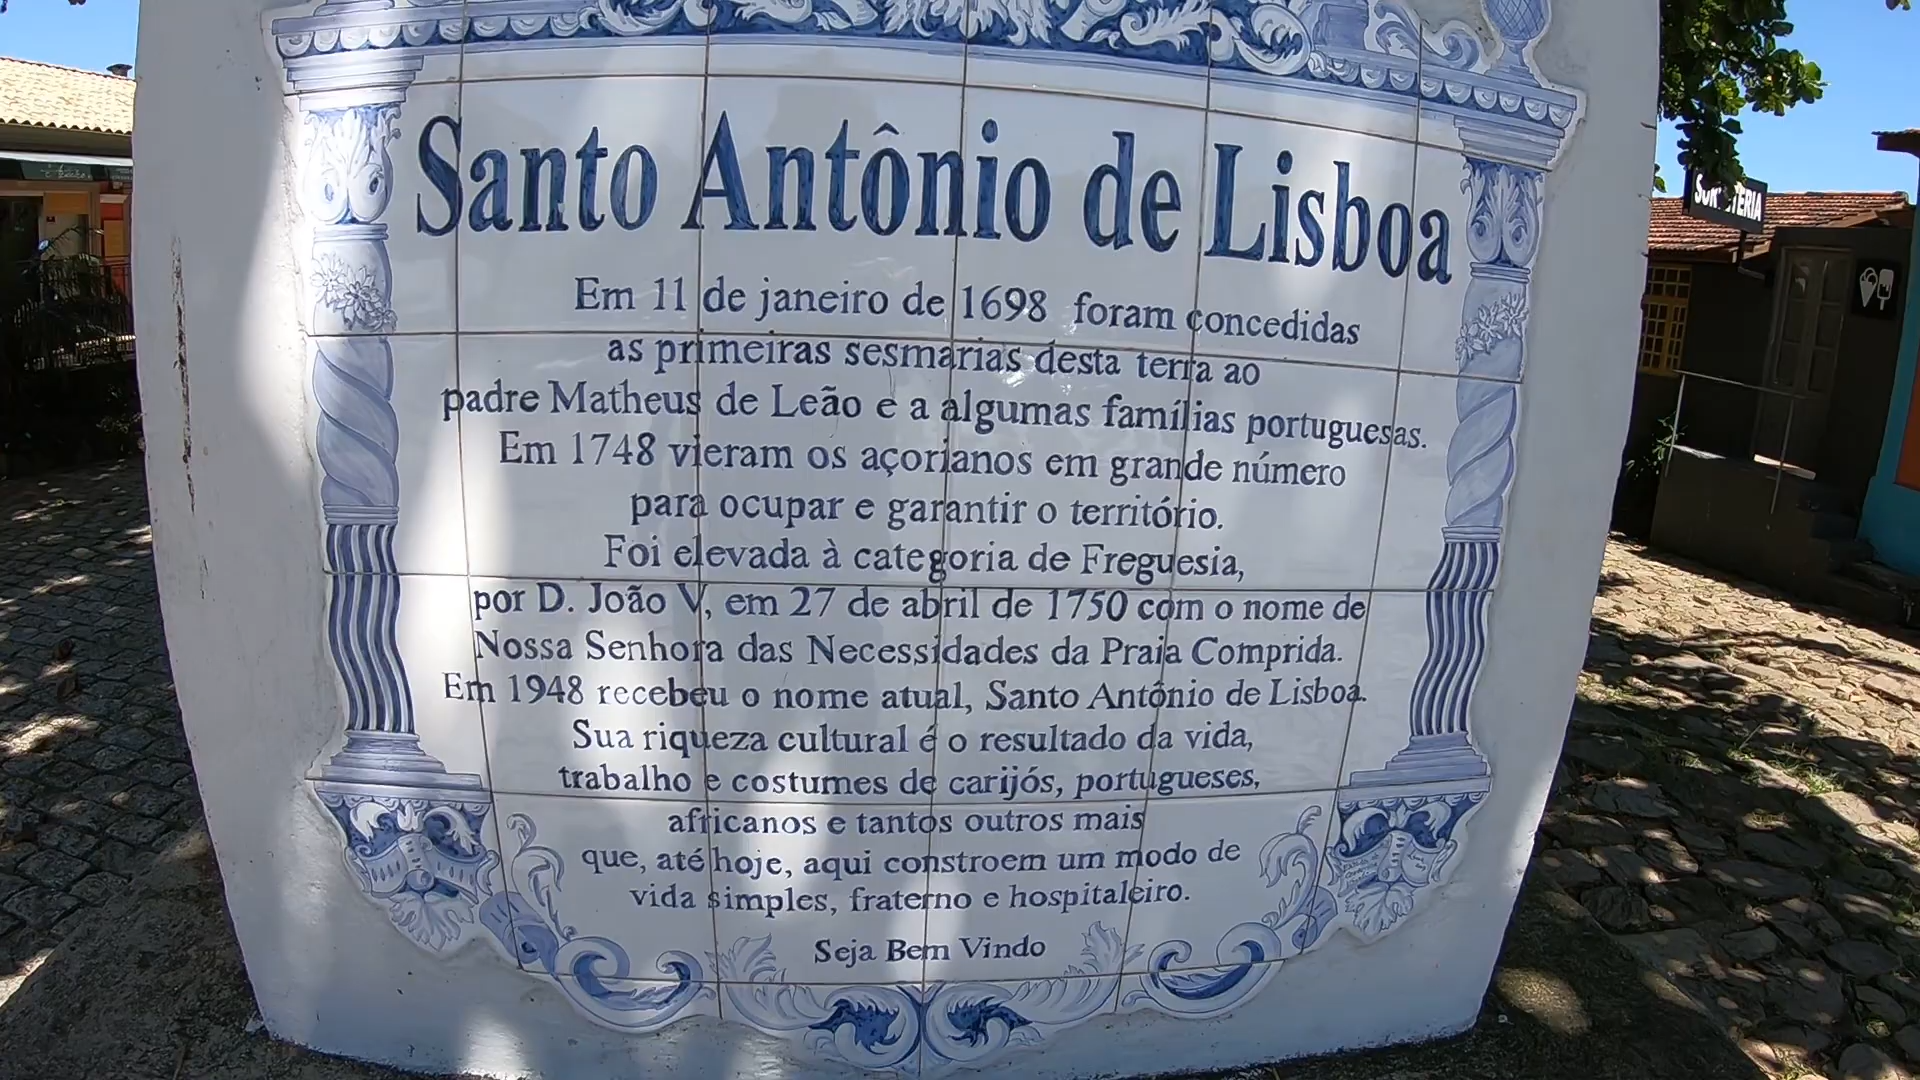 Santo Antônio de Lisboa
Em 11 de janeiro de 1698 foram concedidas
as primeiras sesmarias desta terra ao
padre Matheus de Leão e a algumas famílias portuguesas.
Em 1748 vieram os açorianos em grande número
para ocupar e garantir o território.
Foi elevada à categoria de Freguesia,
por D. João V, em 27 de abril de 1750 com o nome de
Nossa Senhora das Necessidades da Praia Comprida.
Em 1948 recebeu o nome atual, Santo Antônio de Lisboa.
Sua riqueza cultural é o resultado da vida,
trabalho e costumes de carijós, portugueses,
africanos e tantos outros mais
que, até hoje, aqui constroem um modo de
vida simples, fraterno e hospitaleiro.
Seja Bem Vindo